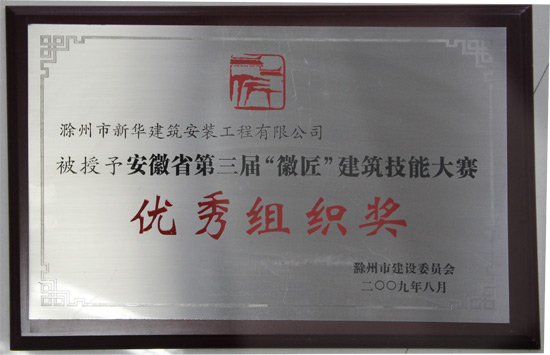 滁州市新华建筑安装工程有限公司
被授予安徽省第三届“徽匠”建筑技能大赛
优秀组织奖
滁州市建设委员会
二〇〇九年八月